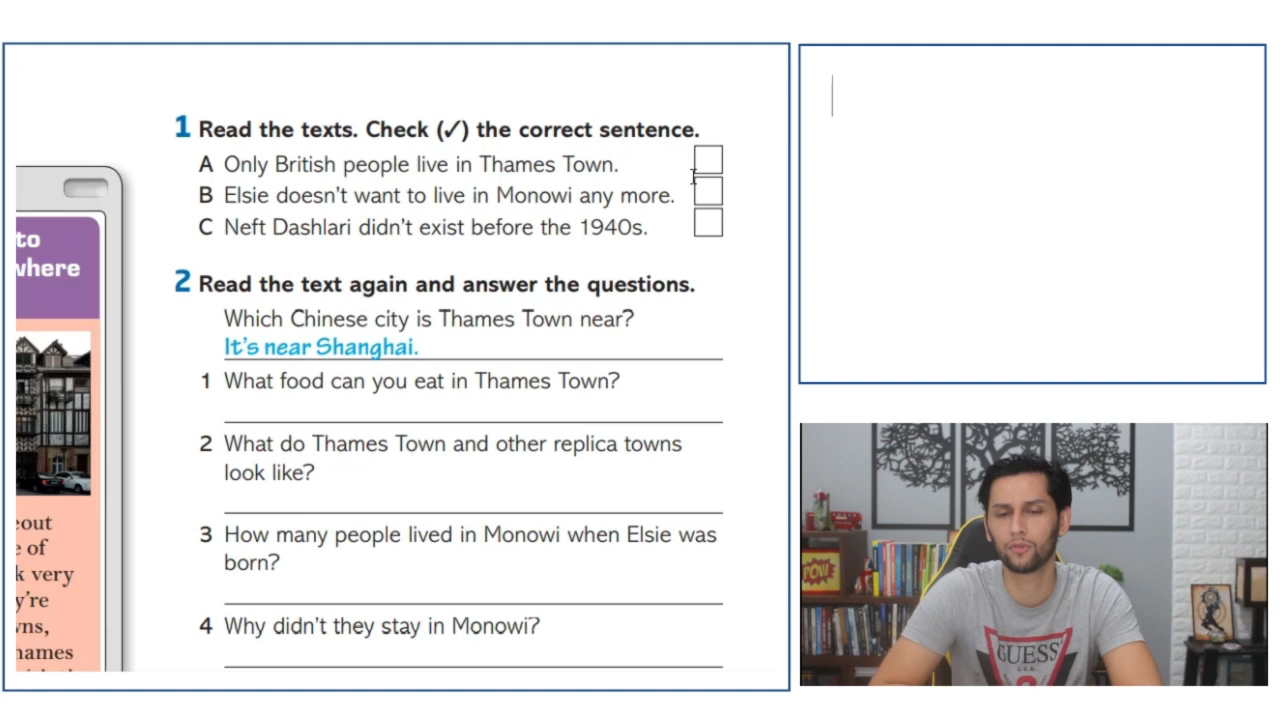 1 Read the texts. Check (✓) the correct sentence.
A Only British people live in Thames Town.
B Elsie doesn't want to live in Monowi any more.
C Neft Dashlari didn't exist before the 1940s.
2 Read the text again and answer the questions.
Which Chinese city is Thames Town near?
It's near Shanghai.
1 What food can you eat in Thames Town?
2 What do Thames Town and other replica towns
look like?
3 How many people lived in Monowi when Elsie was
born?
4 Why didn't they stay in Monowi?
to
where
out
e of
k very
y're
wns,
hames
POW!
GUESS
U.S.A.